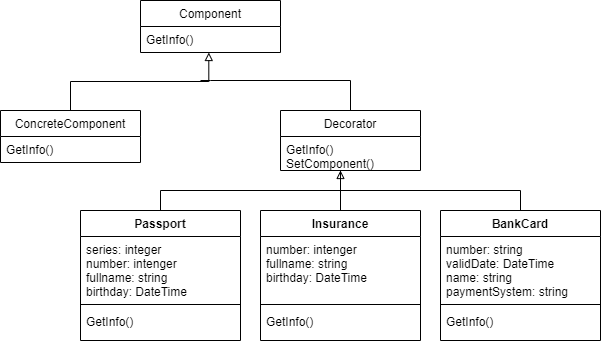 Component
GetInfo()
ConcreteComponent
GetInfo()
Decorator
GetInfo()
SetComponent()
Passport
series: integer
number: intenger
fullname: string
birthday: DateTime
GetInfo()
Insurance
number: intenger
fullname: string
birthday: DateTime
GetInfo()
BankCard
number: string
validDate: DateTime
name: string
paymentSystem: string
GetInfo()